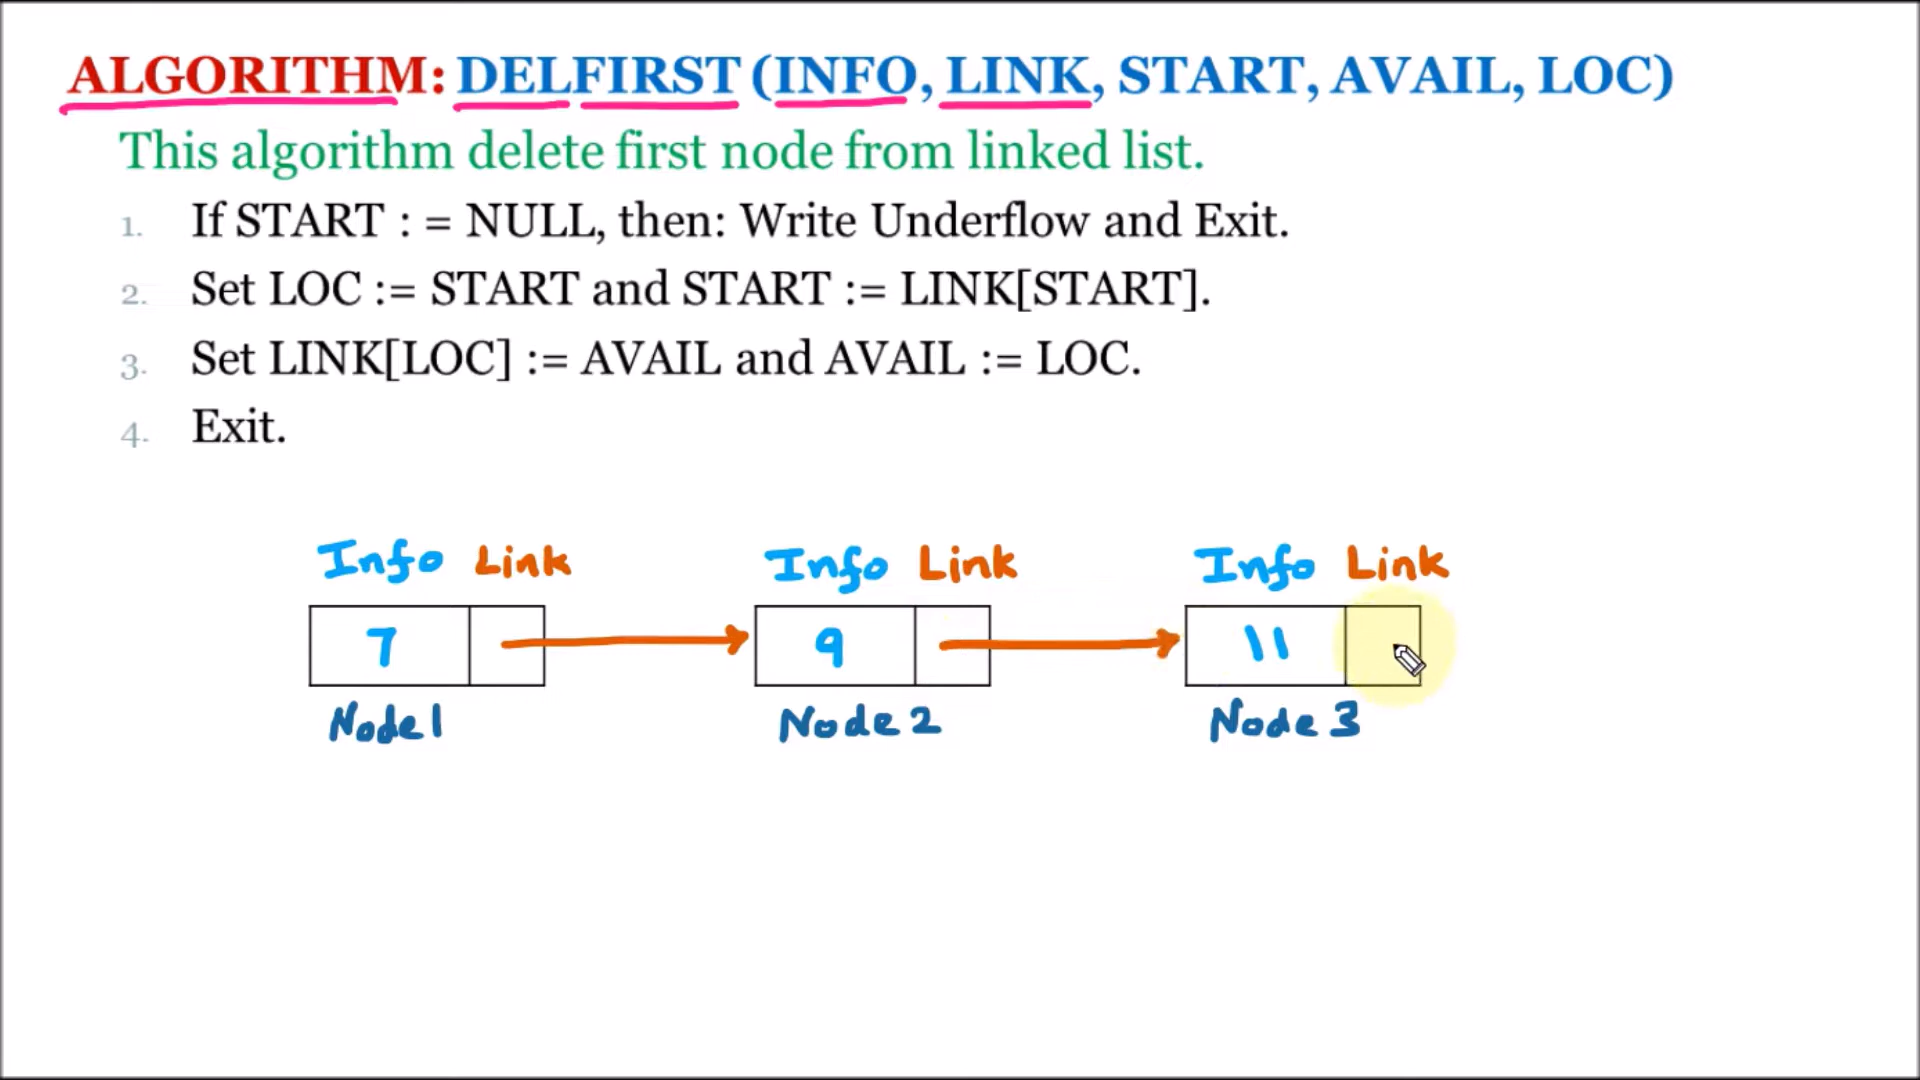 ALGORITHM: DELFIRST (INFO, LINK, START, AVAIL, LOC)
This algorithm delete first node from linked list.
1. If START : = NULL, then: Write Underflow and Exit.
2. Set LOC := START and START := LINK[START].
3. Set LINK[LOC] := AVAIL and AVAIL := LOC.
4. Exit.
Info Link Info Link Info Link
7 9 11
Node1 Node2 Node3